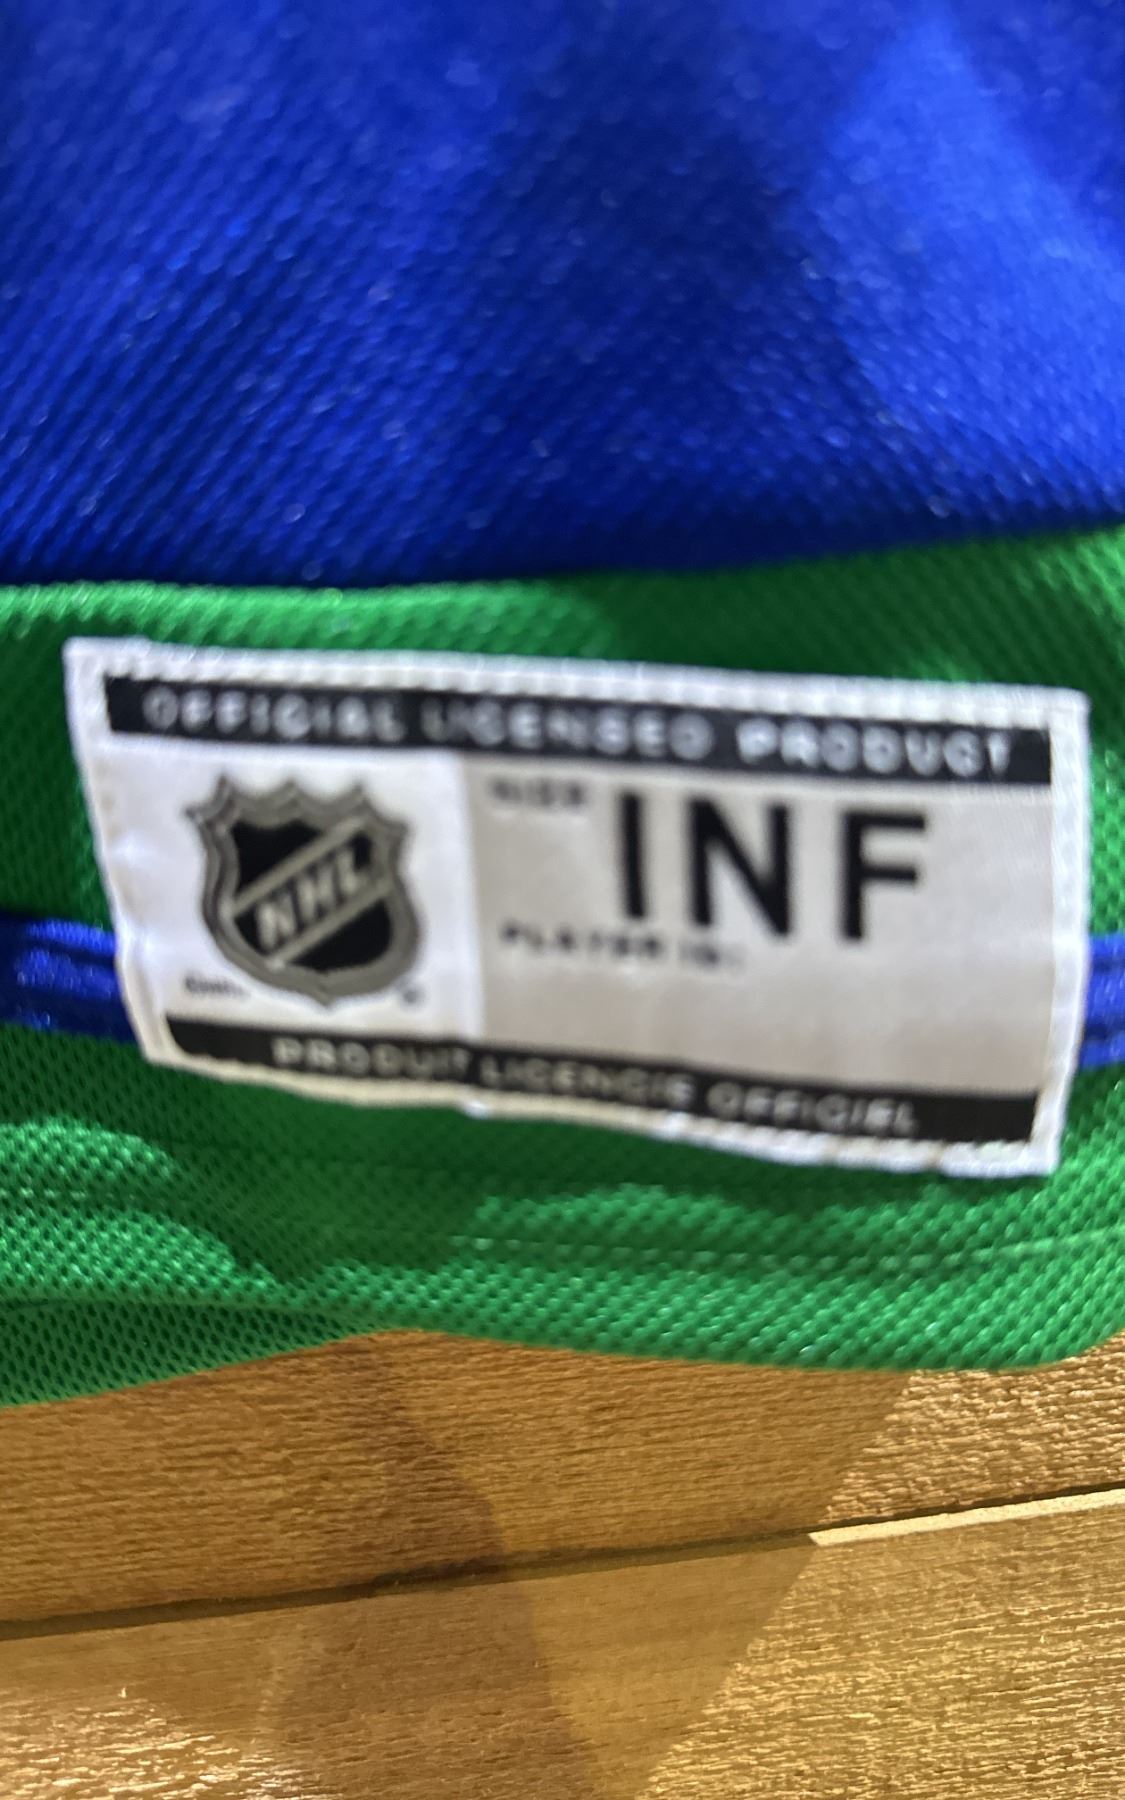 OFFICIAL LICENSED PRODUCT
NHL
SIZE INF
PLAYER ID:
PRODUIT LICENCIÉ OFFICIEL